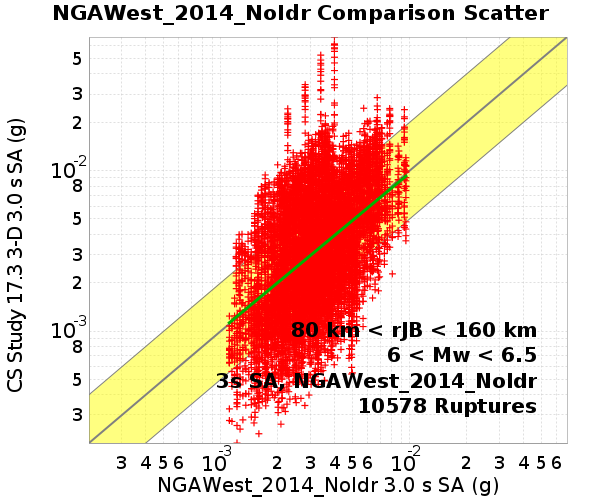 NGAWest_2014_NoIdr Comparison Scatter
CS Study 17.3 3-D 3.0 s SA (g)
5
3
2
10-2
8
5
3
2
10-3
8
5
3
80 km < rJB < 160 km
6 < Mw < 6.5
3s SA, NGAWest_2014_NoIdr
10578 Ruptures
3 4 5 6 10-3 2 3 4 5 6 10-2 2 3 4 5 6
NGAWest_2014_NoIdr 3.0 s SA (g)